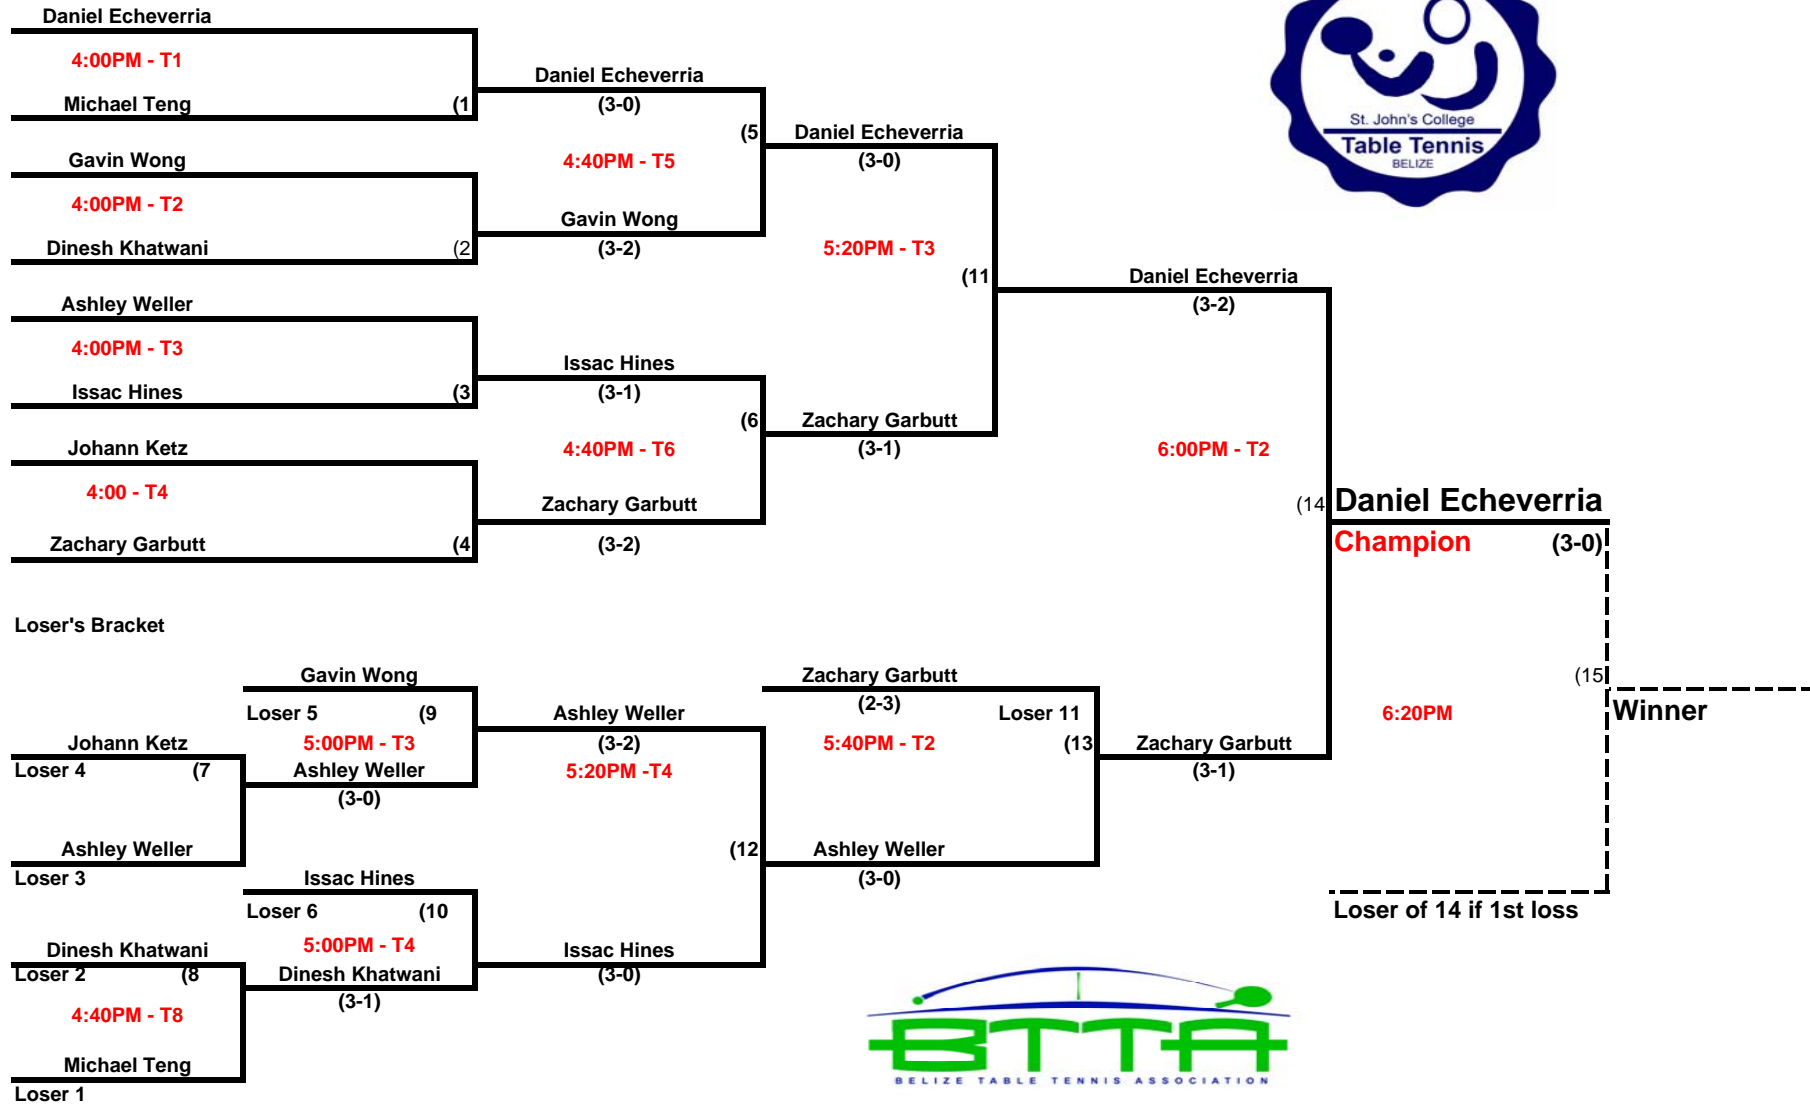 Daniel Echeverria
4:00PM - T1
Michael Teng (1
Daniel Echeverria
(3-0)
Gavin Wong
4:00PM - T2
Dinesh Khatwani (2
4:40PM - T5 (5
Gavin Wong
(3-2)
Daniel Echeverria
(3-0)
Ashley Weller
4:00PM - T3
Issac Hines (3
Issac Hines
(3-1)
Johann Ketz
4:00 - T4
Zachary Garbutt (4
4:40PM - T6 (6
Zachary Garbutt
(3-2)
Zachary Garbutt
(3-1)
5:20PM - T3 (11
Daniel Echeverria
(3-2)
6:00PM - T2
(14 Daniel Echeverria
Champion (3-0)
St. John's College
Table Tennis
BELIZE
Loser's Bracket
Gavin Wong
Loser 5 (9
5:00PM - T3
Johann Ketz
Loser 4 (7
Ashley Weller
(3-0)
Ashley Weller
Loser 3
Ashley Weller
(3-2)
5:20PM -T4
Issac Hines
Loser 6 (10
5:00PM - T4
Dinesh Khatwani
Loser 2 (8
4:40PM - T8
Dinesh Khatwani
(3-1)
Michael Teng
Loser 1
Issac Hines
(3-0)
(12
Zachary Garbutt
(2-3)
Loser 11
5:40PM - T2 (13
Ashley Weller
(3-0)
Zachary Garbutt
(3-1)
6:20PM
(15
Winner
Loser of 14 if 1st loss
BTTA
BELIZE TABLE TENNIS ASSOCIATION